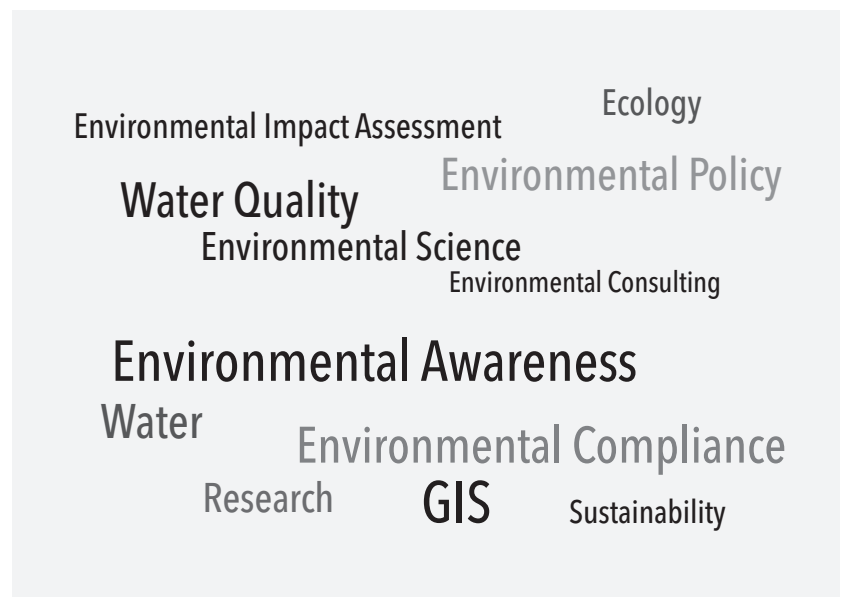 Ecology
Environmental Impact Assessment
Environmental Policy
Water Quality
Environmental Science
Environmental Consulting
Environmental Awareness
Water
Environmental Compliance
Research
GIS
Sustainability